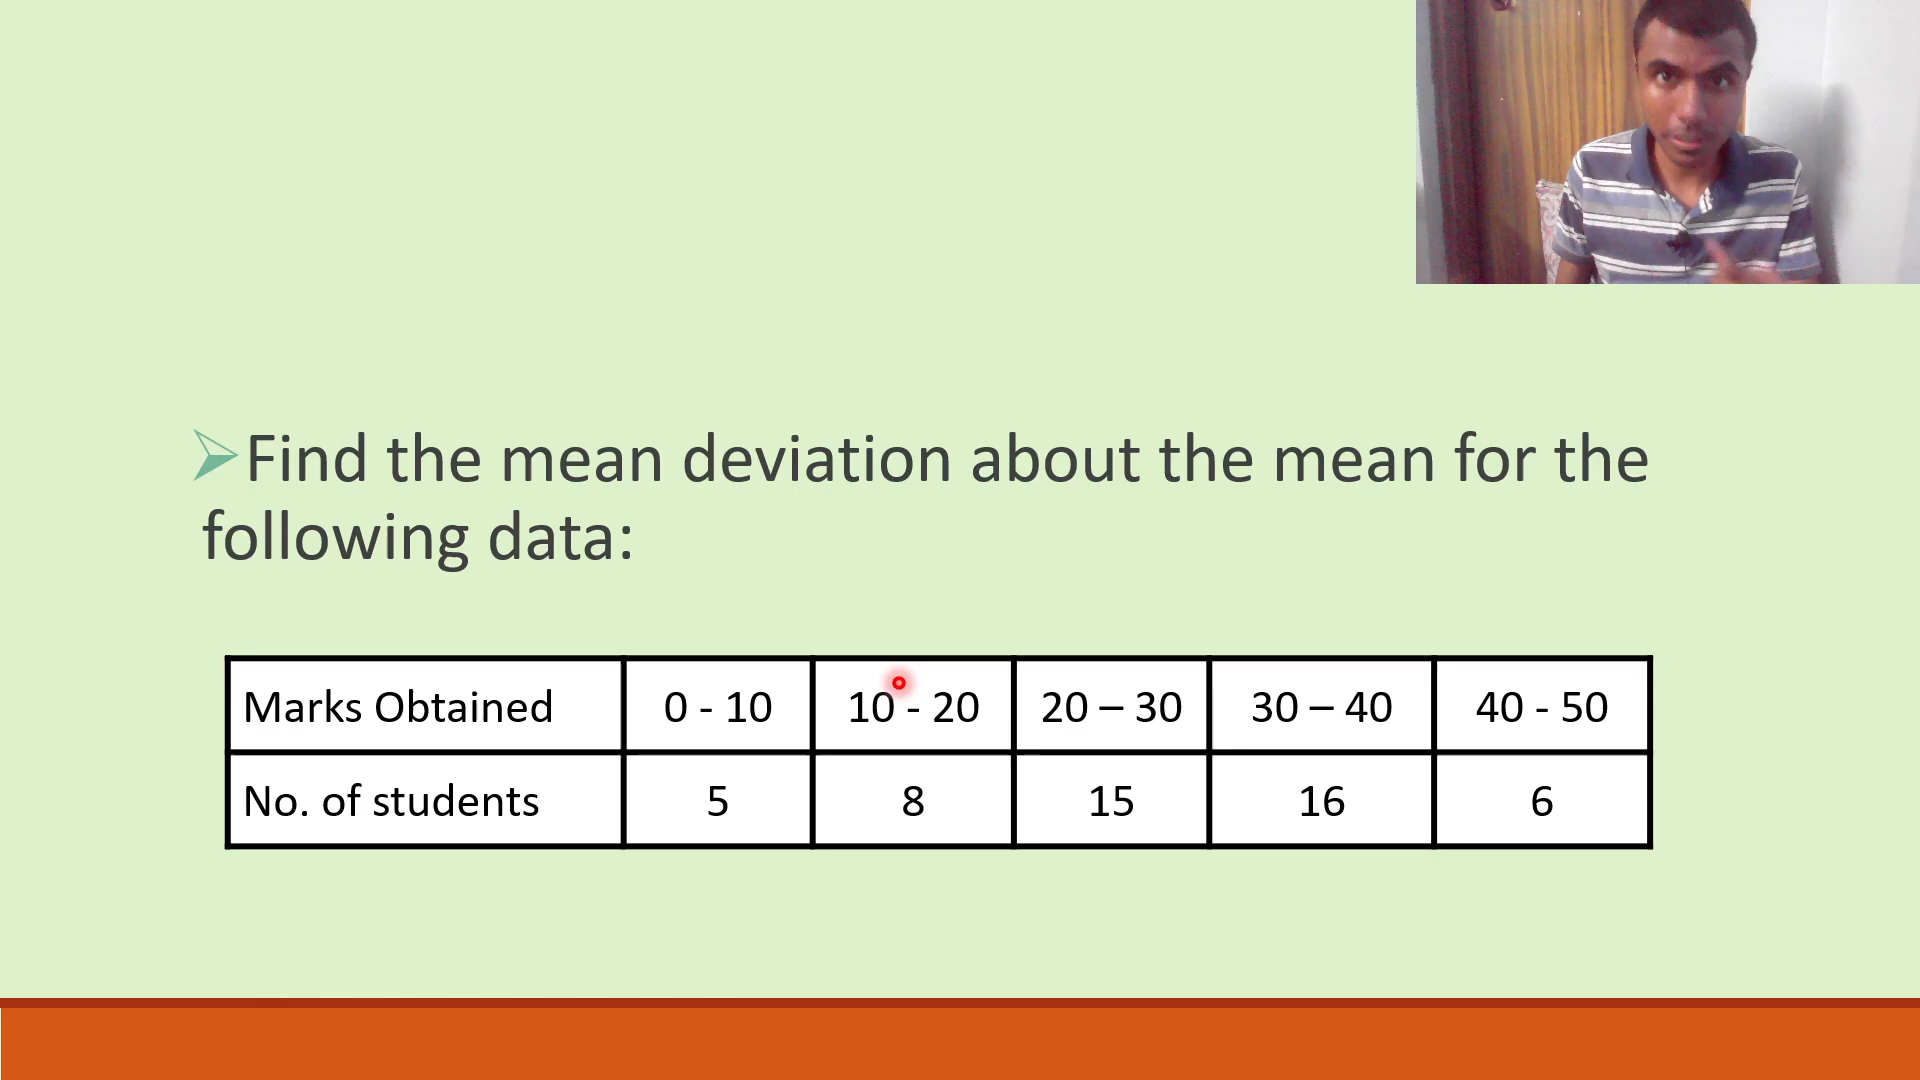 Find the mean deviation about the mean for the
following data:
Marks Obtained 0 - 10 10 - 20 20 – 30 30 – 40 40 - 50
No. of students 5 8 15 16 6